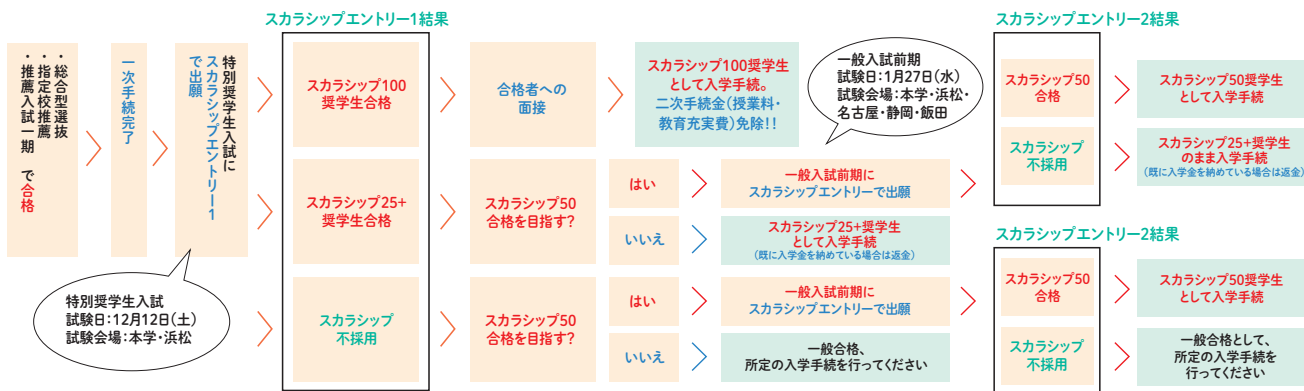 ・総合型選抜
・指定校推薦
・推薦入試一期 で合格
一次手続完了
特別奨学生入試に
スカラシップエントリー1
で出願
特別奨学生入試
試験日:12月12日(土)
試験会場:本学・浜松
スカラシップエントリー1結果
スカラシップ100
奨学生合格
合格者への
面接
スカラシップ100奨学生
として入学手続。
二次手続金(授業料・
教育充実費)免除!!
スカラシップ25+
奨学生合格
スカラシップ50
合格を目指す?
はい
一般入試前期に
スカラシップエントリーで出願
いいえ
スカラシップ25+奨学生
として入学手続
(既に入学金を納めている場合は返金)
スカラシップ
不採用
スカラシップ50
合格を目指す?
はい
一般入試前期に
スカラシップエントリーで出願
いいえ
一般合格、
所定の入学手続を行ってください
一般入試前期
試験日:1月27日(水)
試験会場:本学・浜松・
名古屋・静岡・飯田
スカラシップエントリー2結果
スカラシップ50
合格
スカラシップ50奨学生
として入学手続
スカラシップ
不採用
スカラシップ25+奨学生
のまま入学手続
(既に入学金を納めている場合は返金)
スカラシップエントリー2結果
スカラシップ50
合格
スカラシップ50奨学生
として入学手続
スカラシップ
不採用
一般合格として、
所定の入学手続を
行ってください